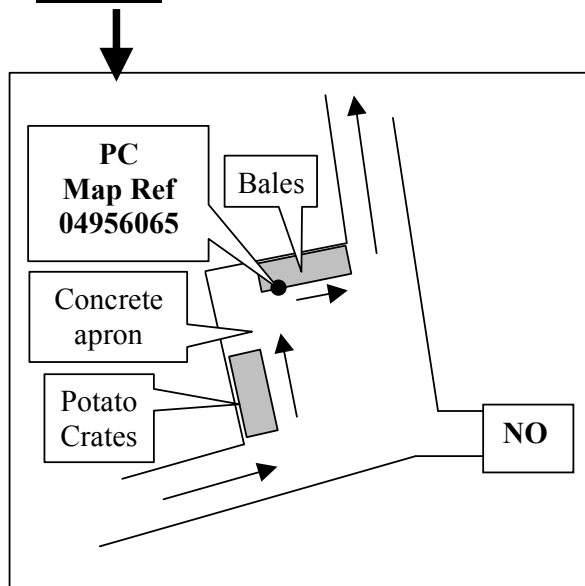 PC
Map Ref
04956065
Bales
Concrete
apron
Potato
Crates
NO